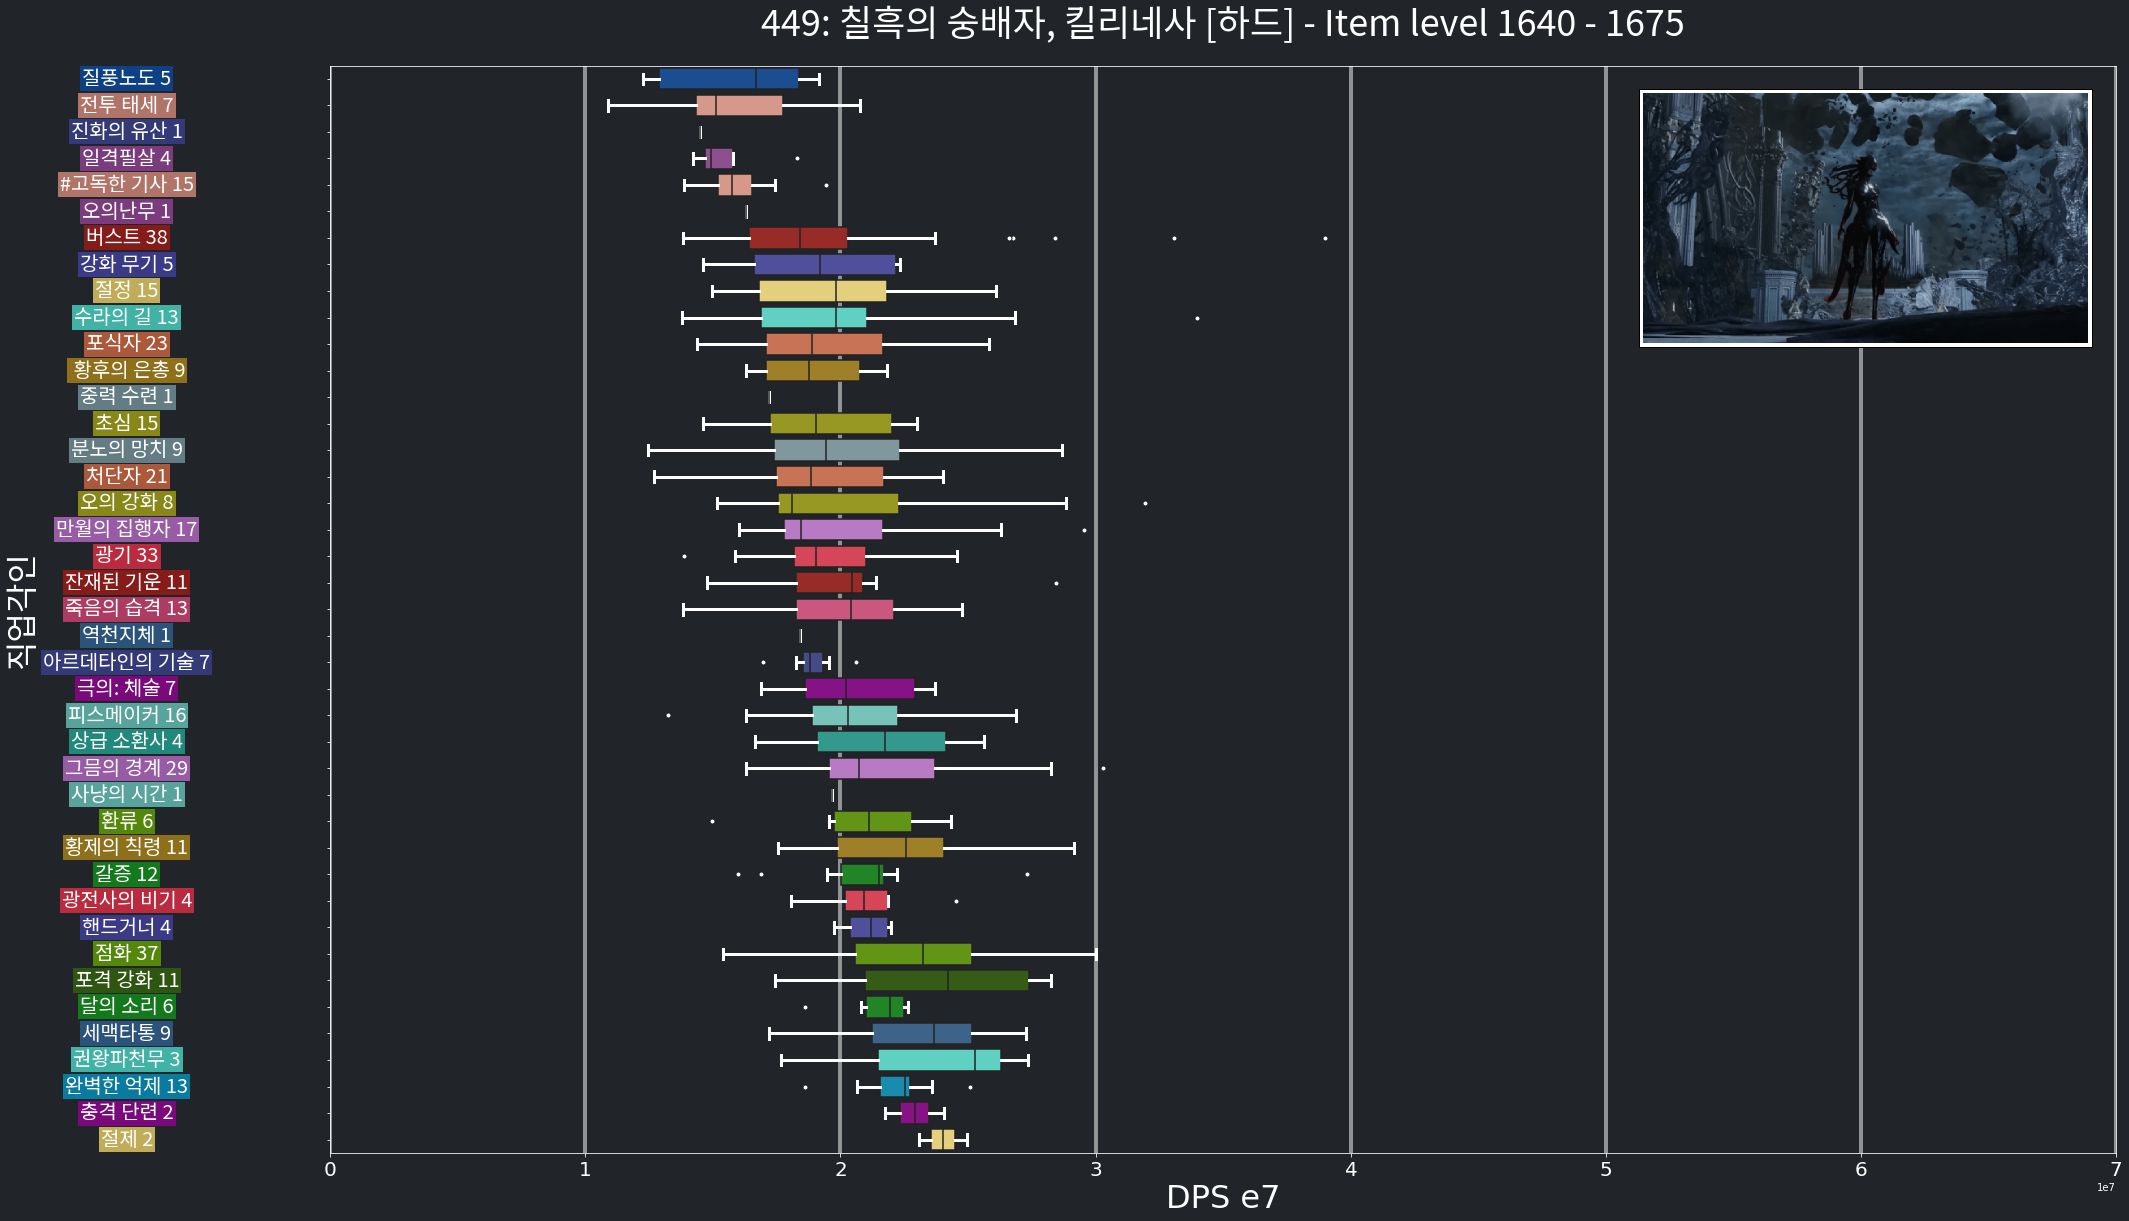 449: 칠흑의 숭배자, 킬리네사 [하드] - Item level 1640 - 1675
직업각인
질풍노도 5
전투 태세 7
진화의 유산 1
일격필살 4
#고독한 기사 15
오의난무 1
버스트 38
강화 무기 5
절정 15
수라의 길 13
포식자 23
황후의 은총 9
중력 수련 1
초심 15
분노의 망치 9
처단자 21
오의 강화 8
만월의 집행자 17
광기 33
잔재된 기운 11
죽음의 습격 13
역천지체 1
아르데타인의 기술 7
극의: 체술 7
피스메이커 16
상급 소환사 4
그믐의 경계 29
사냥의 시간 1
환류 6
황제의 칙령 11
갈증 12
광전사의 비기 4
핸드거너 4
점화 37
포격 강화 11
달의 소리 6
세맥타통 9
권왕파천무 3
완벽한 억제 13
충격 단련 2
절제 2
0 1 2 3 4 5 6 7
1e7
DPS e7